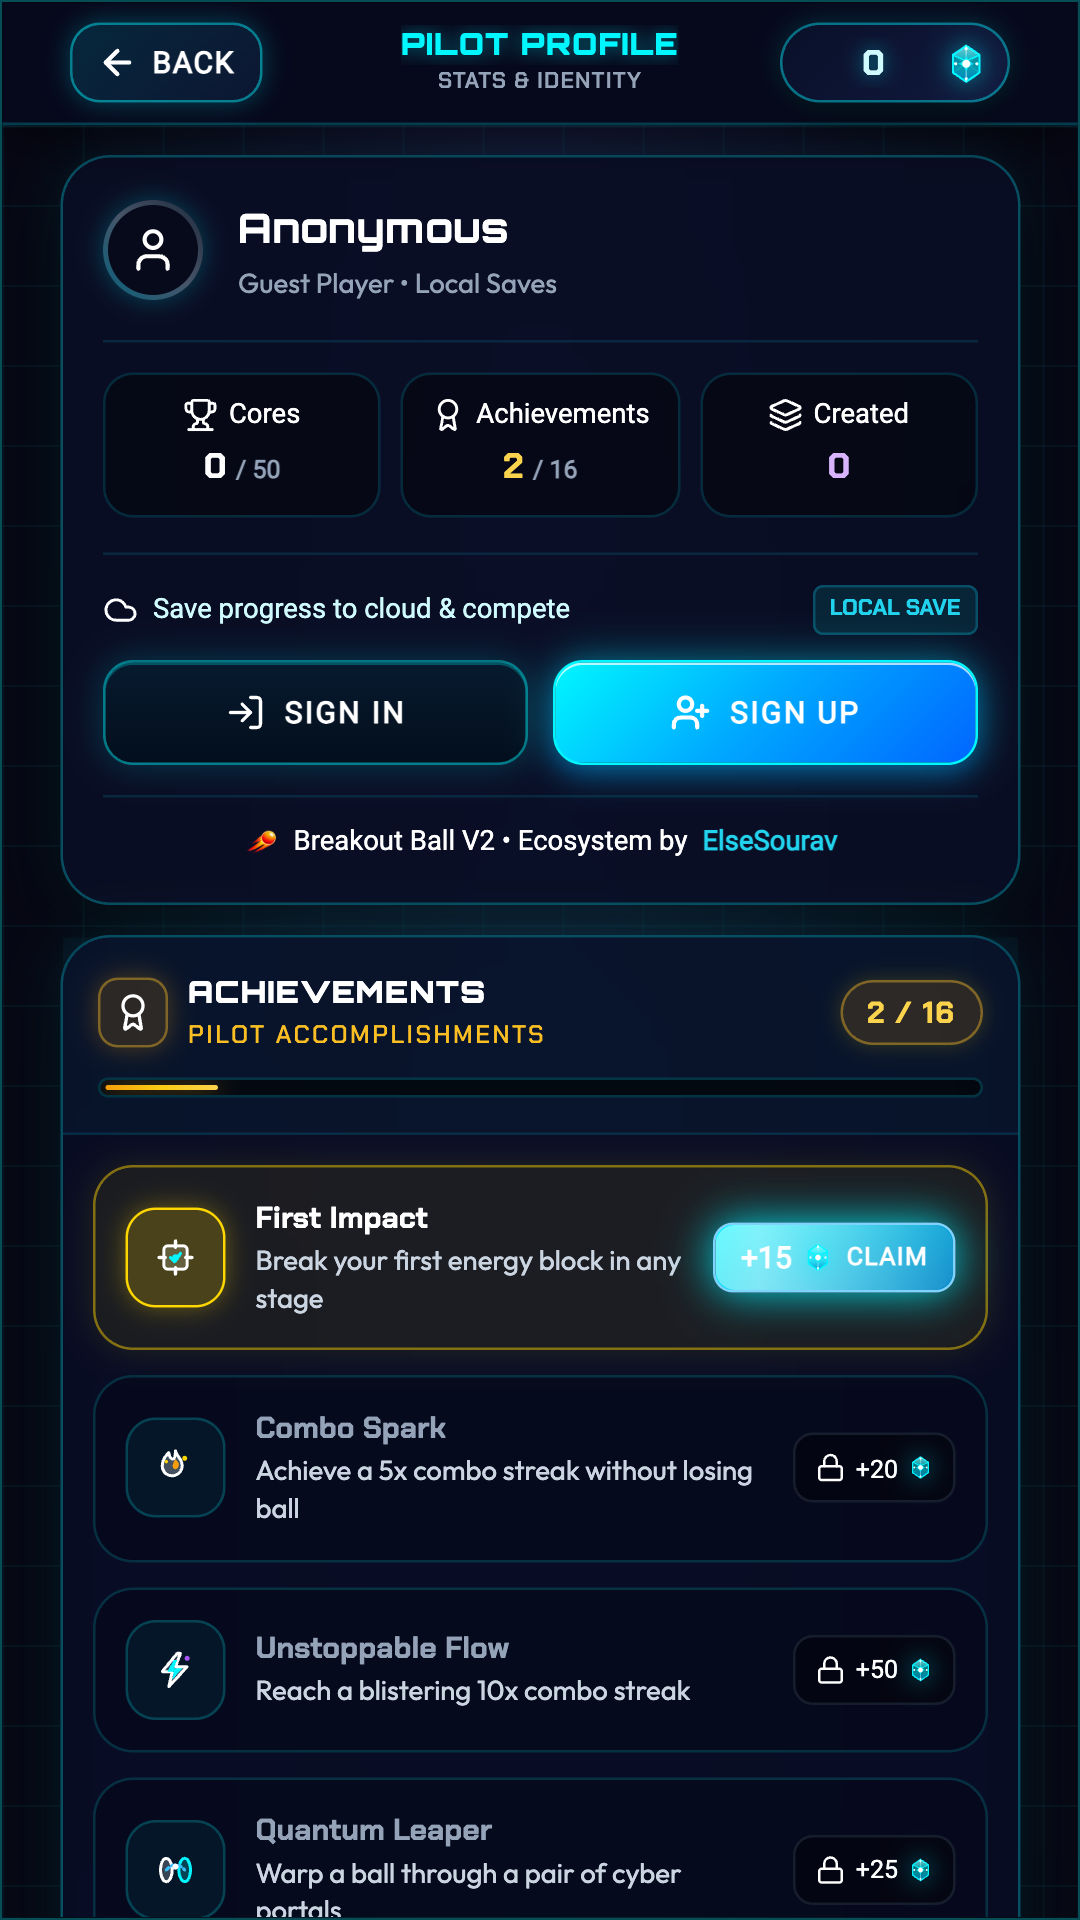 BACK
PILOT PROFILE
STATS & IDENTITY
0
Anonymous
Guest Player • Local Saves
Cores
0 / 50
Achievements
2 / 16
Created
0
Save progress to cloud & compete
LOCAL SAVE
SIGN IN
SIGN UP
Breakout Ball V2 • Ecosystem by ElseSourav
ACHIEVEMENTS
PILOT ACCOMPLISHMENTS
2 / 16
First Impact
Break your first energy block in any
stage
+15 CLAIM
Combo Spark
Achieve a 5x combo streak without losing
ball
+20
Unstoppable Flow
Reach a blistering 10x combo streak
+50
Quantum Leaper
Warp a ball through a pair of cyber
portals
+25